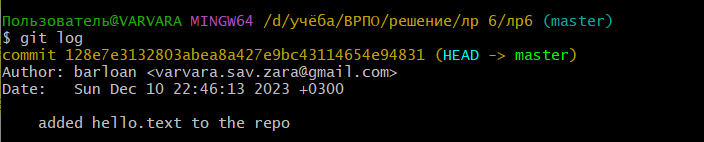 Пользователь@VARVARA MINGW64 /d/учёба/ВРПО/решение/лр 6/лр6 (master)
$ git log
commit 128e7e3132803abea8a427e9bc43114654e94831 (HEAD -> master)
Author: barloan <varvara.sav.zara@gmail.com>
Date:   Sun Dec 10 22:46:13 2023 +0300
    added hello.text to the repo